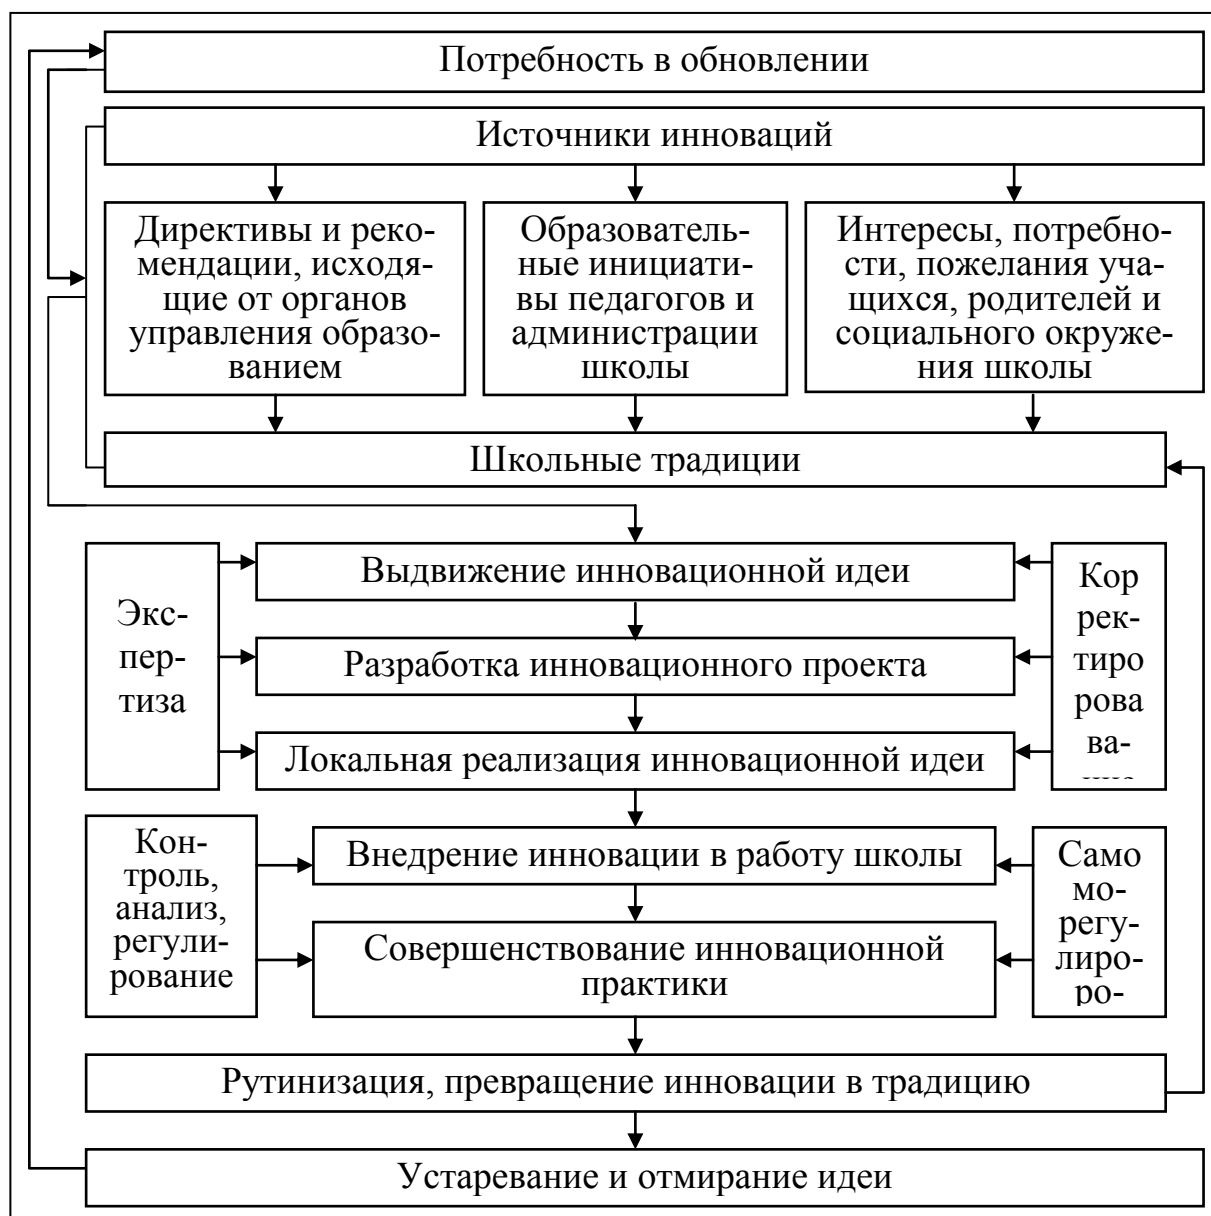 Потребность в обновлении
Источники инноваций
Директивы и реко-
мендации, исходя-
щие от органов
управления образо-
ванием
Образователь-
ные инициати-
вы педагогов и
администрации
школы
Интересы, потребно-
сти, пожелания уча-
щихся, родителей и
социального окруже-
ния школы
Школьные традиции
Экс-
пер-
тиза
Выдвижение инновационной идеи
Разработка инновационного проекта
Локальная реализация инновационной идеи
Кор
рек-
тиро
рова
ва-
Кон-
троль,
анализ,
регули-
рование
Внедрение инновации в работу школы
Совершенствование инновационной
практики
Само
мо-
регу-
лиро-
ро-
Рутинизация, превращение инновации в традицию
Устаревание и отмирание идеи